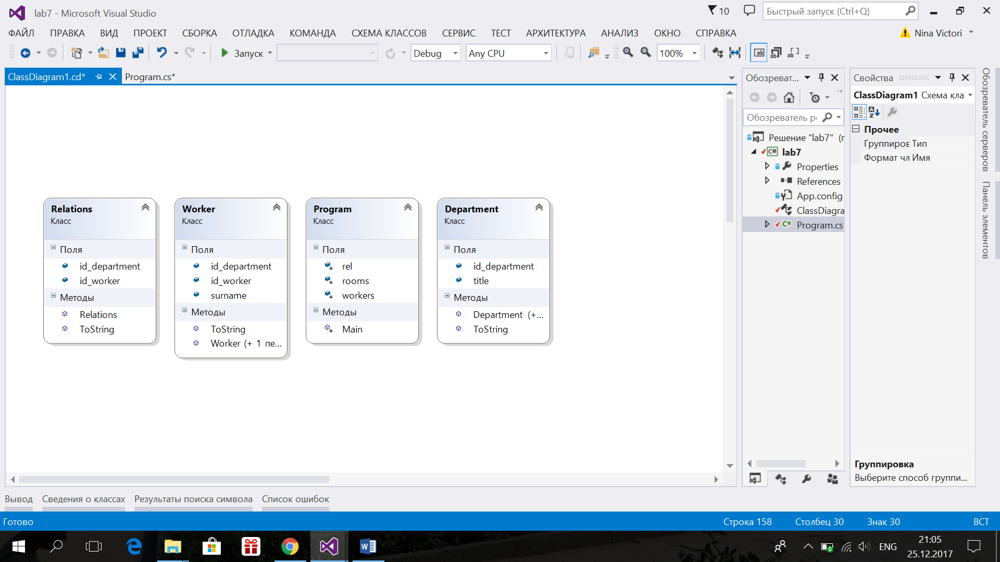 lab7 - Microsoft Visual Studio
10
Быстрый запуск (Ctrl+Q)
ФАЙЛ ПРАВКА ВИД ПРОЕКТ СБОРКА ОТЛАДКА КОМАНДА СХЕМА КЛАССОВ СЕРВИС ТЕСТ АРХИТЕКТУРА АНАЛИЗ ОКНО СПРАВКА
Nina Victori
Запуск Debug Any CPU 100%
ClassDiagram1.cd* Program.cs*
Relations
Класс
Поля
id_department
id_worker
Методы
Relations
ToString
Worker
Класс
Поля
id_department
id_worker
surname
Методы
ToString
Worker (+ 1 пе...
Program
Класс
Поля
rel
rooms
workers
Методы
Main
Department
Класс
Поля
id_department
title
Методы
Department (+...
ToString
Обозреват...
Обозреватель ре
Решение "lab7" (г
lab7
Properties
References
App.config
ClassDiagra
Program.cs
Свойства
ClassDiagram1 Схема кла
Прочее
Группиров Тип
Формат чл Имя
Группировка
Выберите способ группи...
Обозреватель серверов
Панель элементов
Вывод Сведения о классах Результаты поиска символа Список ошибок
Готово
Строка 158 Столбец 30 Знак 30 ВСТ
ENG
21:05
25.12.2017